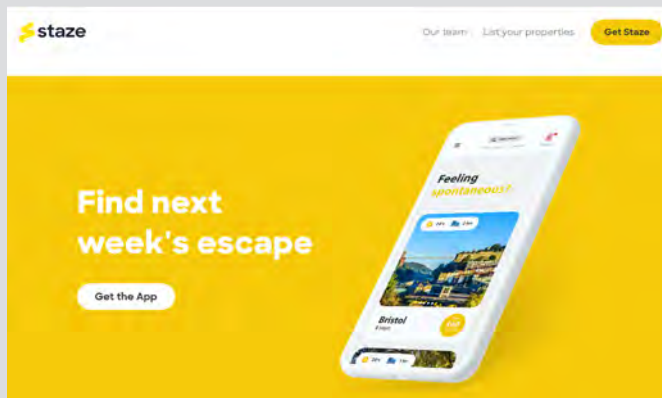 staze
Our team
List your properties
Get Staze
Find next
week's escape
Get the App
Feeling
spontaneous?
Bristol